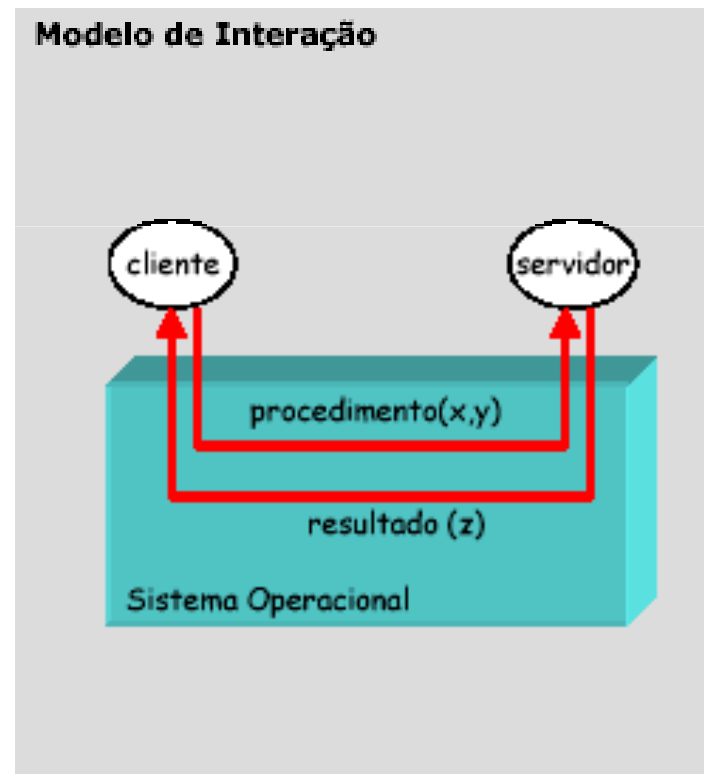 Modelo de Interação
cliente
servidor
procedimento(x,y)
resultado (z)
Sistema Operacional